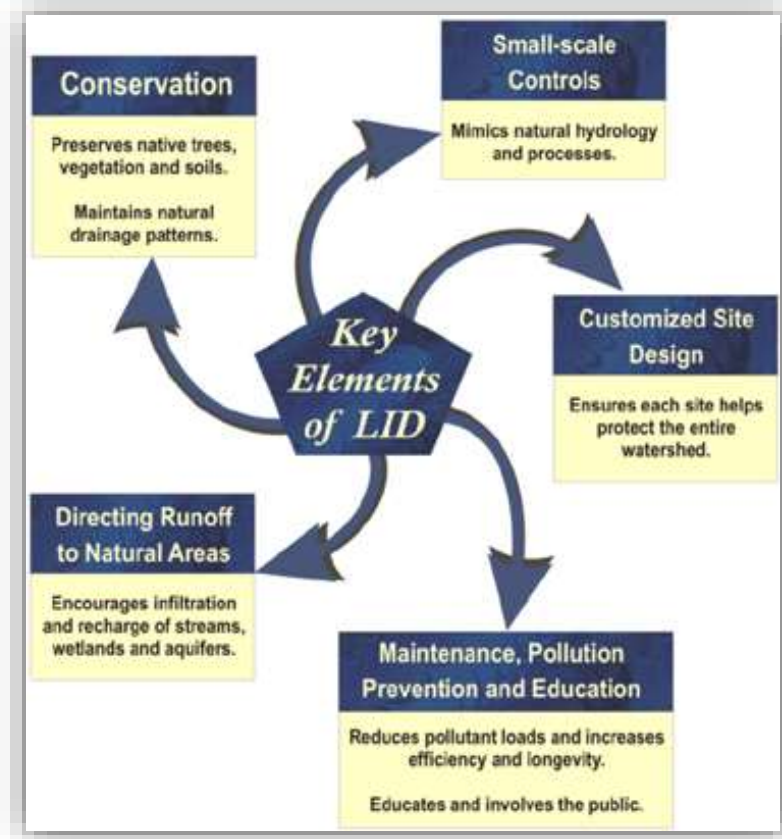 Key
Elements
of LID
Conservation
Preserves native trees,
vegetation and soils.
Maintains natural
drainage patterns.
Small-scale
Controls
Mimics natural hydrology
and processes.
Customized Site
Design
Ensures each site helps
protect the entire
watershed.
Maintenance, Pollution
Prevention and Education
Reduces pollutant loads and increases
efficiency and longevity.
Educates and involves the public.
Directing Runoff
to Natural Areas
Encourages infiltration
and recharge of streams,
wetlands and aquifers.